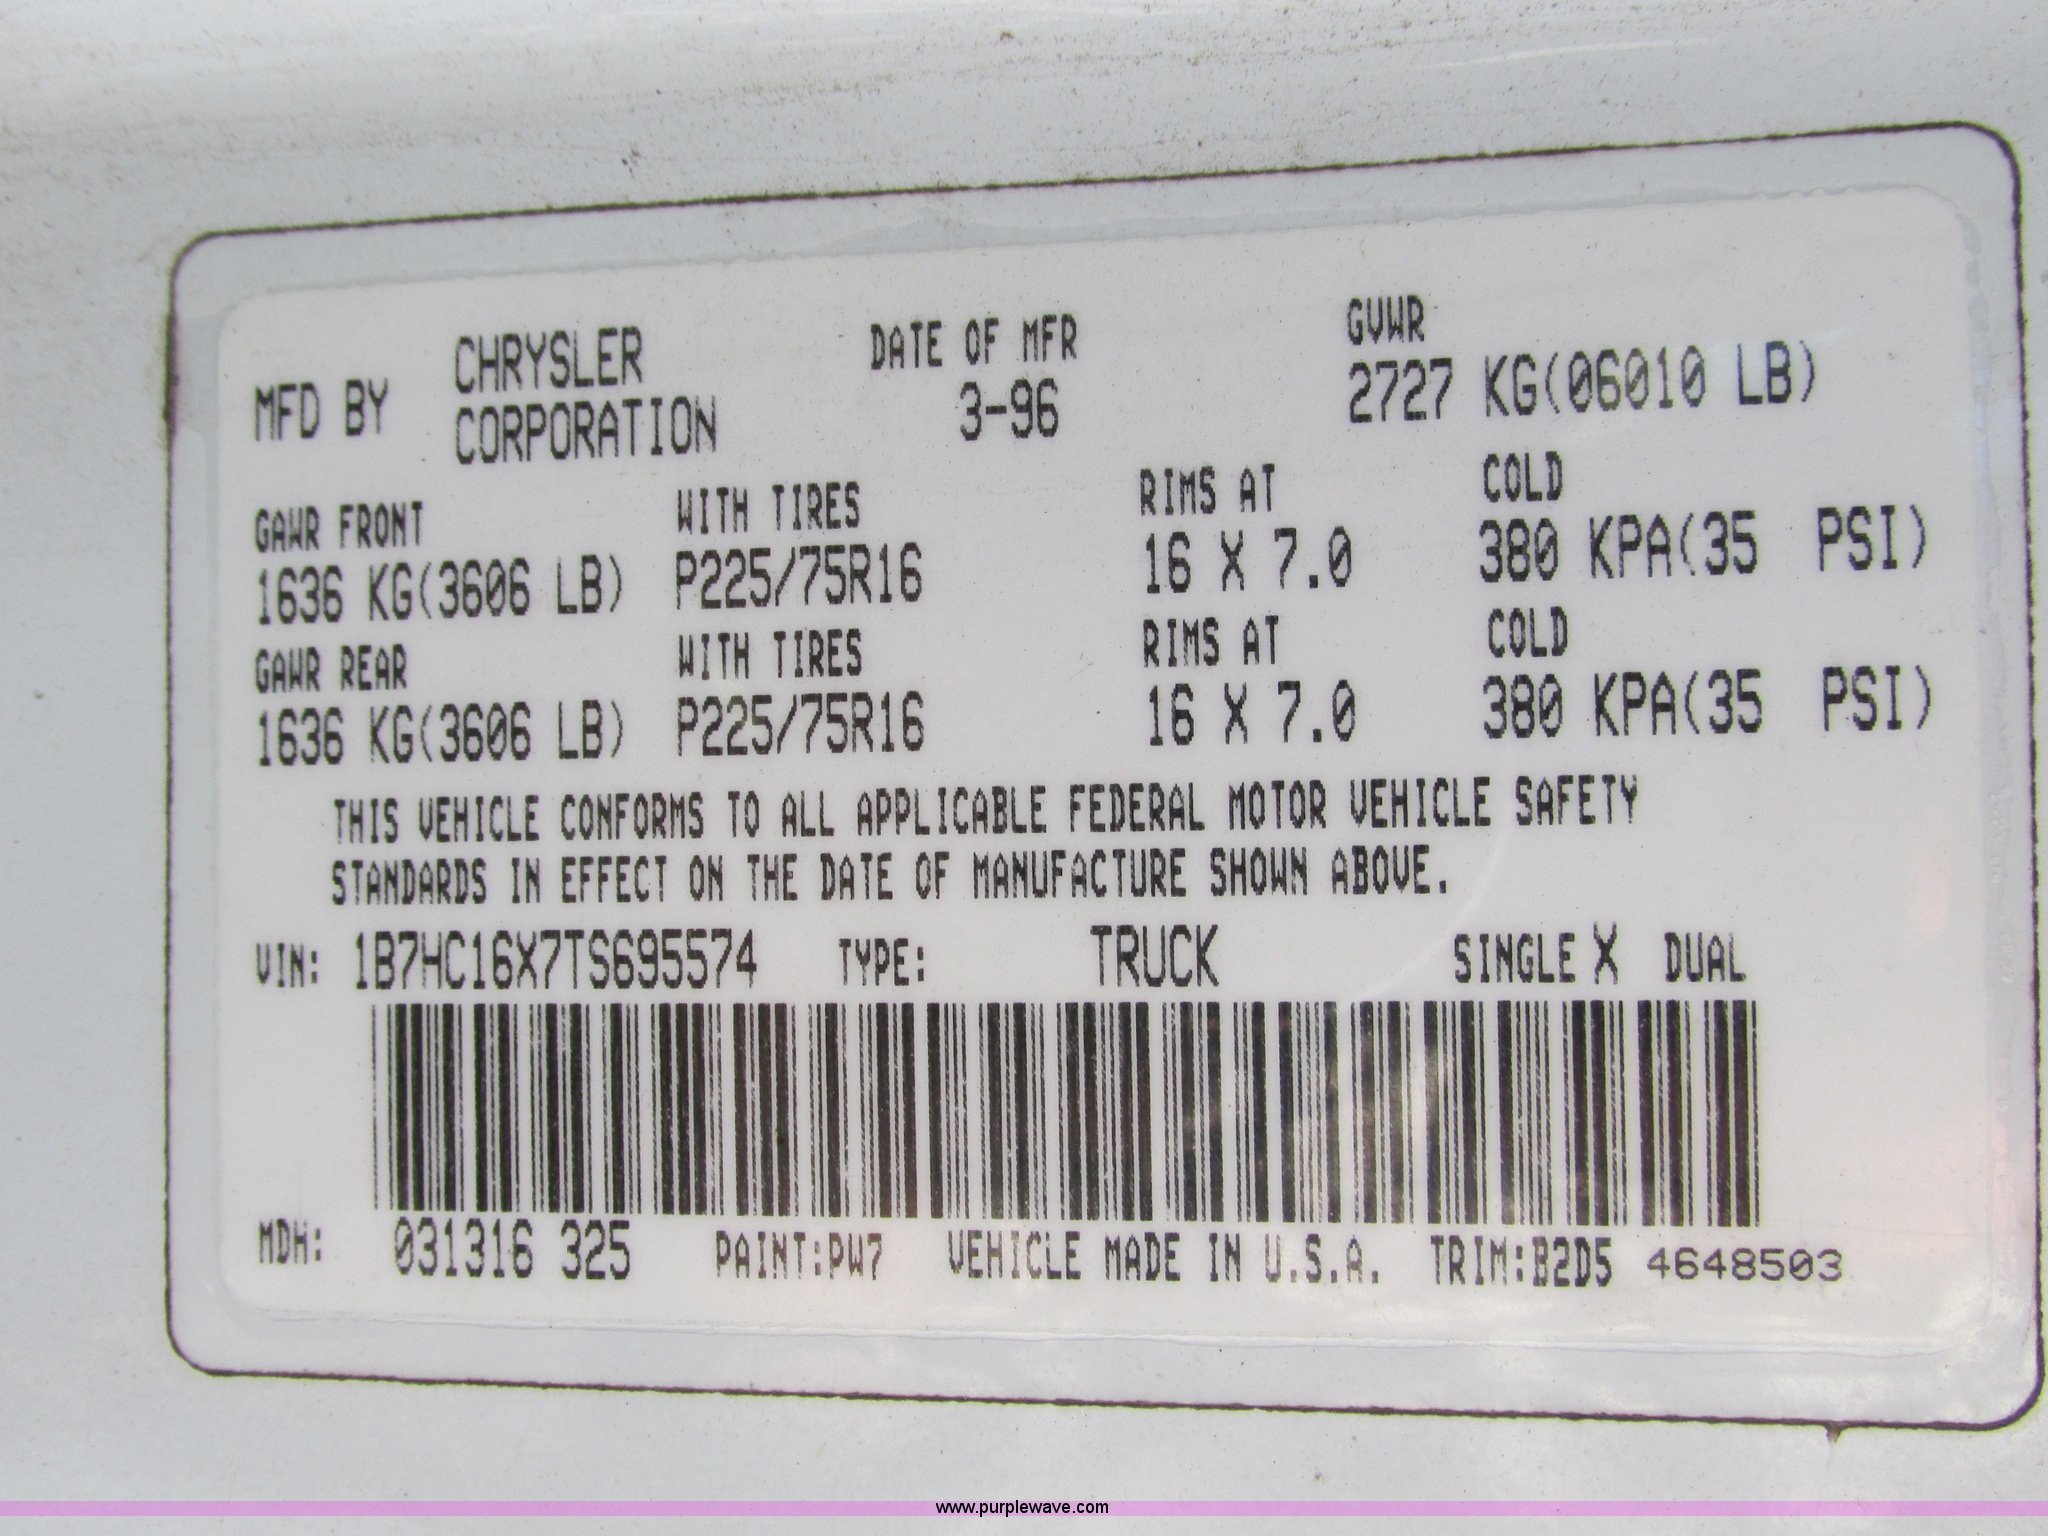 MFD BY CHRYSLER CORPORATION
DATE OF MFR
3-96
GVWR
2727 KG(06010 LB)
GAWR FRONT WITH TIRES RIMS AT COLD
1636 KG(3606 LB) P225/75R16 16 X 7.0 380 KPA(35 PSI)
GAWR REAR WITH TIRES RIMS AT COLD
1636 KG(3606 LB) P225/75R16 16 X 7.0 380 KPA(35 PSI)
THIS VEHICLE CONFORMS TO ALL APPLICABLE FEDERAL MOTOR VEHICLE SAFETY
STANDARDS IN EFFECT ON THE DATE OF MANUFACTURE SHOWN ABOVE.
VIN: 1B7HC16X7TS695574 TYPE: TRUCK SINGLE X DUAL
MDH: 031316 325 PAINT:PW7 VEHICLE MADE IN U.S.A. TRIM:B2D5 4648503
www.purplewave.com